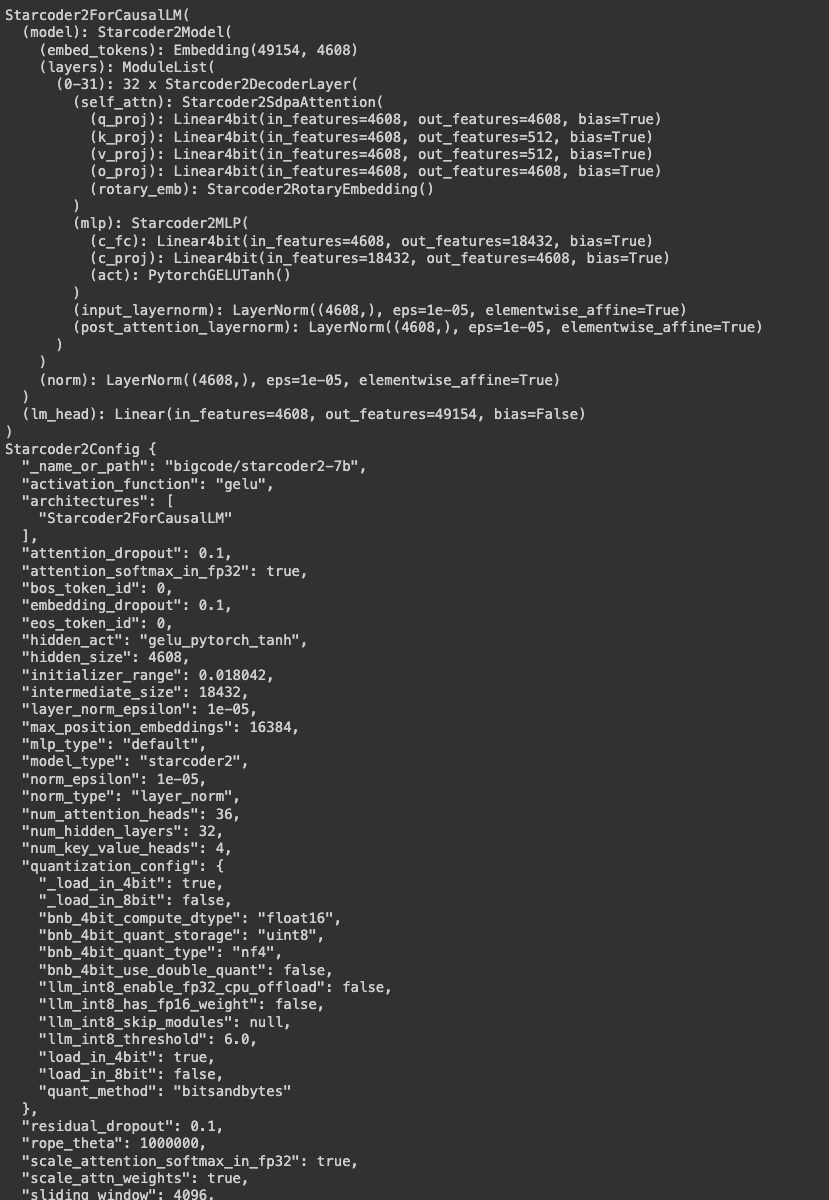 Starcoder2ForCausalLM(
  (model): Starcoder2Model(
    (embed_tokens): Embedding(49154, 4608)
    (layers): ModuleList(
      (0-31): 32 x Starcoder2DecoderLayer(
        (self_attn): Starcoder2SdpaAttention(
          (q_proj): Linear4bit(in_features=4608, out_features=4608, bias=True)
          (k_proj): Linear4bit(in_features=4608, out_features=512, bias=True)
          (v_proj): Linear4bit(in_features=4608, out_features=512, bias=True)
          (o_proj): Linear4bit(in_features=4608, out_features=4608, bias=True)
          (rotary_emb): Starcoder2RotaryEmbedding()
        )
        (mlp): Starcoder2MLP(
          (c_fc): Linear4bit(in_features=4608, out_features=18432, bias=True)
          (c_proj): Linear4bit(in_features=18432, out_features=4608, bias=True)
          (act): PytorchGELUTanh()
        )
        (input_layernorm): LayerNorm((4608,), eps=1e-05, elementwise_affine=True)
        (post_attention_layernorm): LayerNorm((4608,), eps=1e-05, elementwise_affine=True)
      )
    )
    (norm): LayerNorm((4608,), eps=1e-05, elementwise_affine=True)
  )
  (lm_head): Linear(in_features=4608, out_features=49154, bias=False)
)
Starcoder2Config {
  "_name_or_path": "bigcode/starcoder2-7b",
  "activation_function": "gelu",
  "architectures": [
    "Starcoder2ForCausalLM"
  ],
  "attention_dropout": 0.1,
  "attention_softmax_in_fp32": true,
  "bos_token_id": 0,
  "embedding_dropout": 0.1,
  "eos_token_id": 0,
  "hidden_act": "gelu_pytorch_tanh",
  "hidden_size": 4608,
  "initializer_range": 0.018042,
  "intermediate_size": 18432,
  "layer_norm_epsilon": 1e-05,
  "max_position_embeddings": 16384,
  "mlp_type": "default",
  "model_type": "starcoder2",
  "norm_epsilon": 1e-05,
  "norm_type": "layer_norm",
  "num_attention_heads": 36,
  "num_hidden_layers": 32,
  "num_key_value_heads": 4,
  "quantization_config": {
    "_load_in_4bit": true,
    "_load_in_8bit": false,
    "bnb_4bit_compute_dtype": "float16",
    "bnb_4bit_quant_storage": "uint8",
    "bnb_4bit_quant_type": "nf4",
    "bnb_4bit_use_double_quant": false,
    "llm_int8_enable_fp32_cpu_offload": false,
    "llm_int8_has_fp16_weight": false,
    "llm_int8_skip_modules": null,
    "llm_int8_threshold": 6.0,
    "load_in_4bit": true,
    "load_in_8bit": false,
    "quant_method": "bitsandbytes"
  },
  "residual_dropout": 0.1,
  "rope_theta": 1000000,
  "scale_attention_softmax_in_fp32": true,
  "scale_attn_weights": true,
  "sliding_window": 4096,